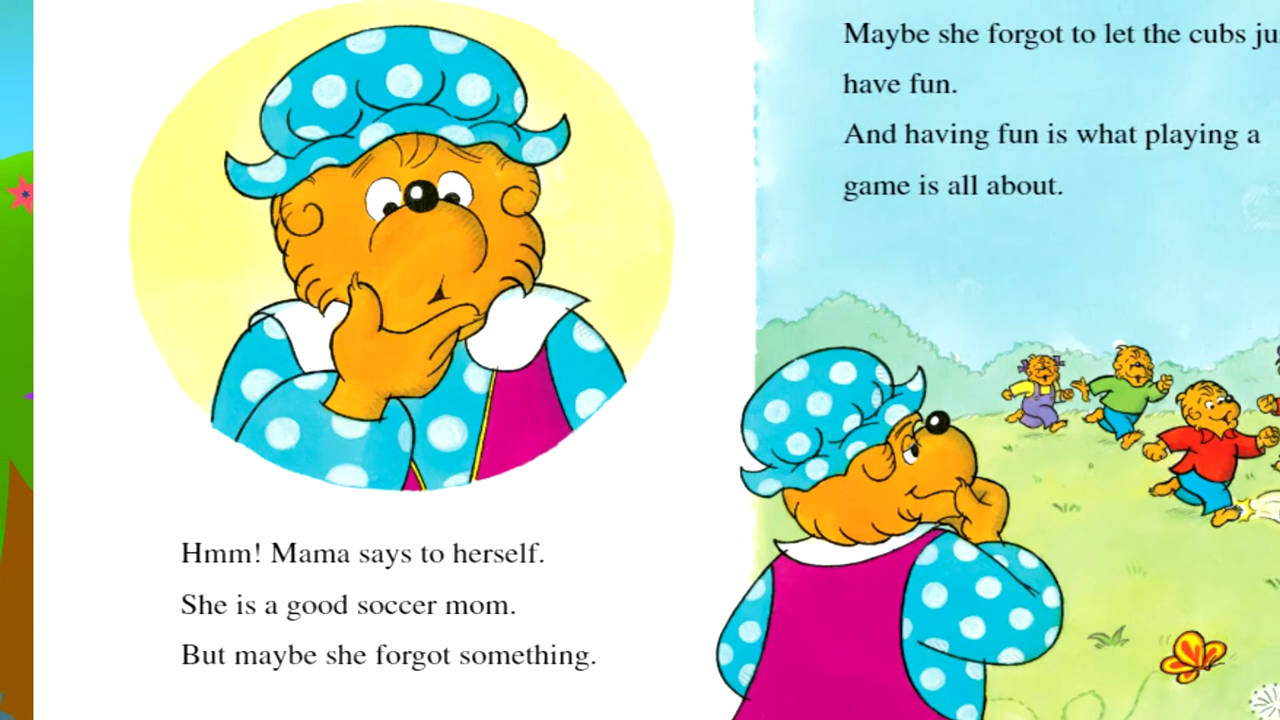 Hmm! Mama says to herself.
She is a good soccer mom.
But maybe she forgot something.
Maybe she forgot to let the cubs
have fun.
And having fun is what playing a
game is all about.